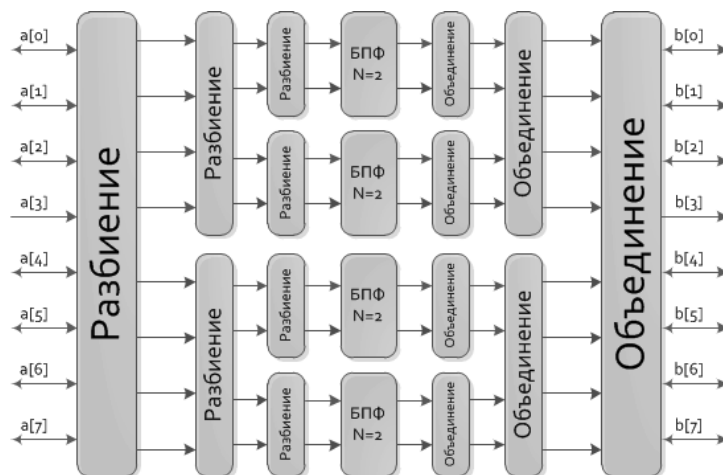 a[0]
a[1]
a[2]
a[3]
a[4]
a[5]
a[6]
a[7]
Разбиение
Разбиение
Разбиение
Разбиение
БПФ
N=2
Объединение
Разбиение
БПФ
N=2
Объединение
Объединение
Разбиение
БПФ
N=2
Объединение
Разбиение
БПФ
N=2
Объединение
Объединение
Объединение
b[0]
b[1]
b[2]
b[3]
b[4]
b[5]
b[6]
b[7]